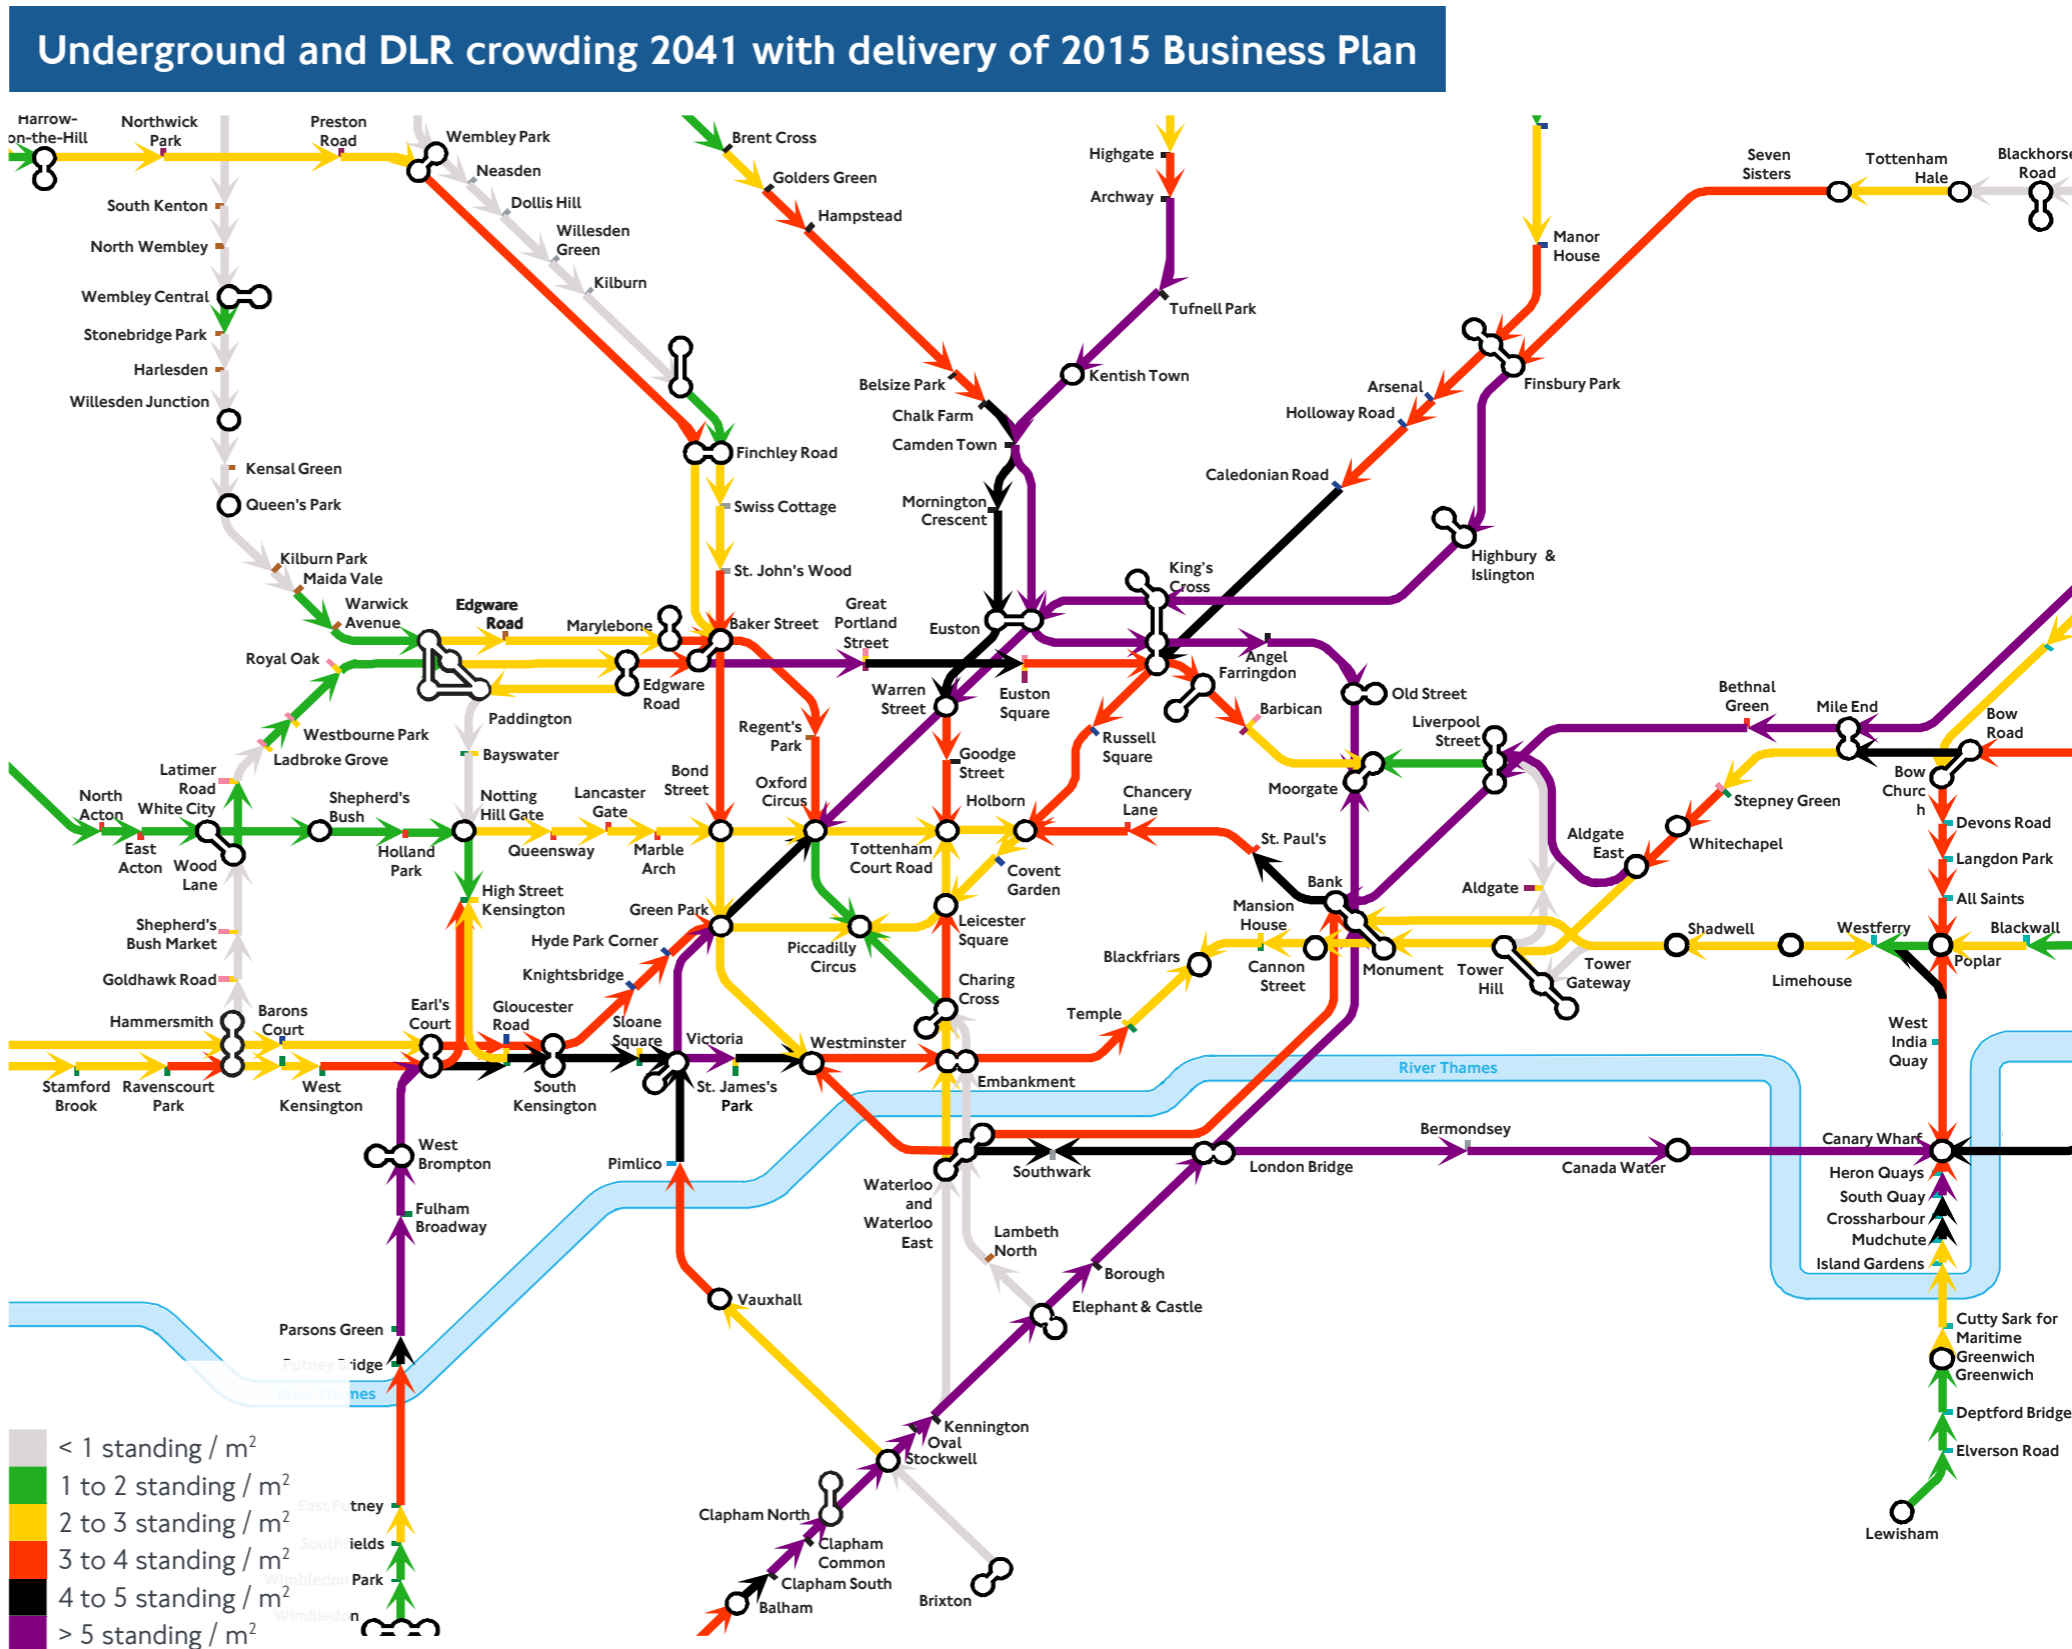 Underground and DLR crowding 2041 with delivery of 2015 Business Plan
Harrow-
on-the-Hill
Northwick
Park
Preston
Road
Wembley Park
Neasden
Dollis Hill
Willesden
Green
Kilburn
South Kenton
North Wembley
Wembley Central
Stonebridge Park
Harlesden
Willesden Junction
Kensal Green
Queen's Park
Kilburn Park
Maida Vale
Warwick
Avenue
Royal Oak
Westbourne Park
Ladbroke Grove
Latimer
Road
Brent Cross
Golders Green
Hampstead
Belsize Park
Chalk Farm
Camden Town
Mornington
Crescent
Highgate
Archway
Tufnell Park
Kentish Town
Manor
House
Seven
Sisters
Tottenham
Hale
Blackhorse
Road
Finsbury Park
Arsenal
Holloway Road
Caledonian Road
Highbury &
Islington
Finchley Road
Swiss Cottage
St. John's Wood
Edgware
Road
Marylebone
Baker Street
Great
Portland
Street
Euston
King's
Cross
Angel
Farringdon
Barbican
Old Street
Edgware
Road
Paddington
Bayswater
Warren
Street
Euston
Square
Regent's
Park
Goodge
Street
Russell
Square
Liverpool
Street
Bethnal
Green
Mile End
Bow
Road
Bow
Churc
h
North
Acton
White City
East
Acton
Wood
Lane
Shepherd's
Bush
Holland
Park
Notting
Hill Gate
Queensway
Lancaster
Gate
Marble
Arch
Bond
Street
Oxford
Circus
Holborn
Tottenham
Court Road
Chancery
Lane
St. Paul's
Moorgate
Bank
Stepney Green
Whitechapel
Aldgate
East
Aldgate
Devons Road
Langdon Park
All Saints
Shepherd's
Bush Market
Goldhawk Road
High Street
Kensington
Green Park
Hyde Park Corner
Knightsbridge
Piccadilly
Circus
Covent
Garden
Leicester
Square
Charing
Cross
Mansion
House
Blackfriars
Cannon
Street
Monument
Tower
Hill
Tower
Gateway
Shadwell
Limehouse
Westferry
Poplar
Blackwall
Hammersmith
Barons
Court
Earl's
Court
Gloucester
Road
Sloane
Square
Victoria
Westminster
Temple
Embankment
Stamford
Brook
Ravenscourt
Park
West
Kensington
South
Kensington
St. James's
Park
River Thames
West
India
Quay
West
Brompton
Pimlico
Fulham
Broadway
Parsons Green
Putney Bridge
River Thames
Waterloo
and
Waterloo
East
Southwark
London Bridge
Bermondsey
Canada Water
Canary Wharf
Heron Quays
South Quay
Crossharbour
Mudchute
Island Gardens
Lambeth
North
Borough
Elephant & Castle
Vauxhall
Kennington
Oval
Stockwell
Clapham North
Clapham
Common
Clapham South
Balham
Brixton
Cutty Sark for
Maritime
Greenwich
Greenwich
Deptford Bridge
Elverson Road
Lewisham
East Putney
Southfields
Wimbledon Park
Wimbledon
< 1 standing / m²
1 to 2 standing / m²
2 to 3 standing / m²
3 to 4 standing / m²
4 to 5 standing / m²
> 5 standing / m²